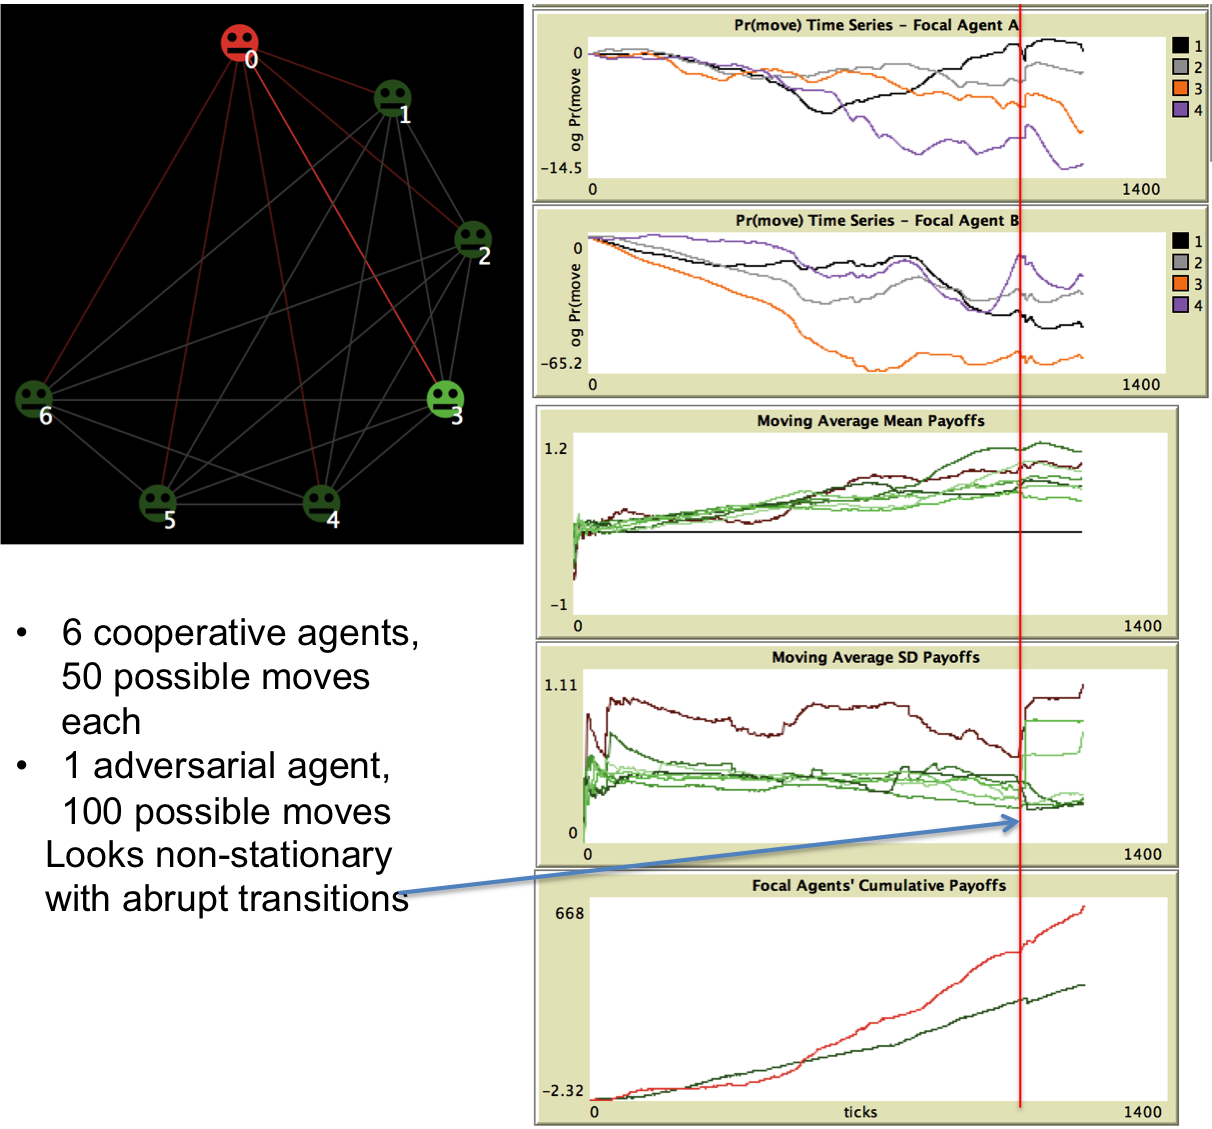 0
1
2
3
4
5
6
• 6 cooperative agents,
50 possible moves
each
• 1 adversarial agent,
100 possible moves
Looks non-stationary
with abrupt transitions
Pr(move) Time Series - Focal Agent A
0
og Pr(move
-14.5
0
1400
1
2
3
4
Pr(move) Time Series - Focal Agent B
0
og Pr(move
-65.2
0
1400
1
2
3
4
Moving Average Mean Payoffs
1.2
-1
0
1400
Moving Average SD Payoffs
1.11
0
0
1400
Focal Agents' Cumulative Payoffs
668
-2.32
0
ticks
1400